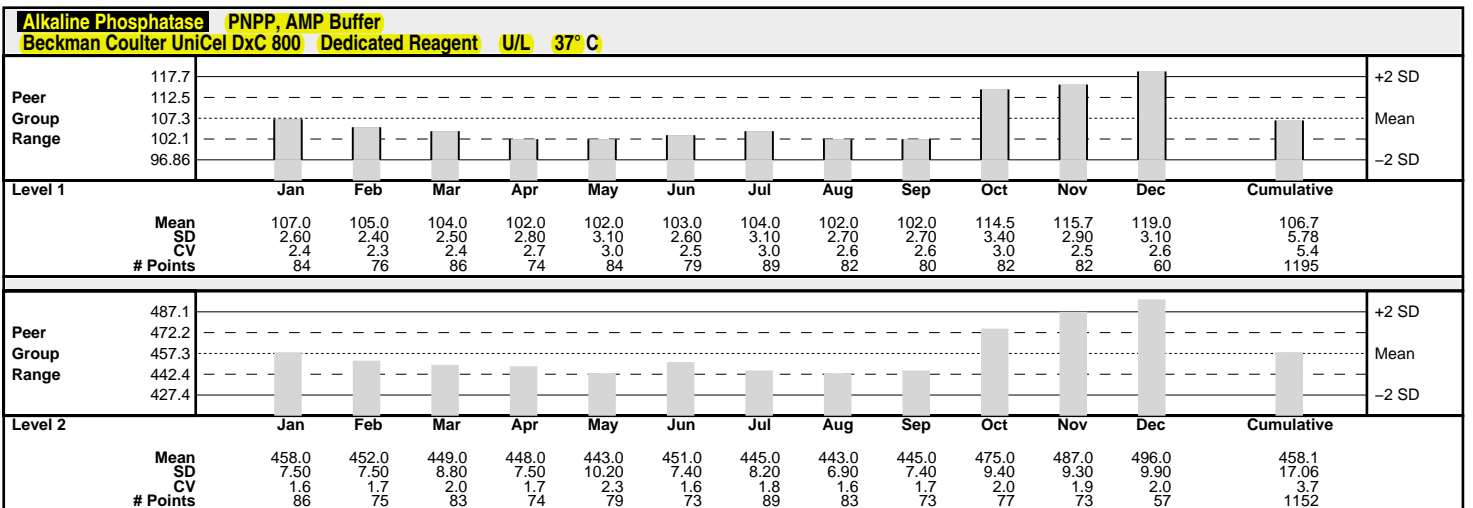 Alkaline Phosphatase PNPP, AMP Buffer
Beckman Coulter UniCel DxC 800 Dedicated Reagent U/L 37° C
117.7 +2 SD
Peer 112.5
Group 107.3 Mean
Range 102.1
96.86 −2 SD
Level 1 Jan Feb Mar Apr May Jun Jul Aug Sep Oct Nov Dec Cumulative
Mean 107.0 105.0 104.0 102.0 102.0 103.0 104.0 102.0 102.0 114.5 115.7 119.0 106.7
SD 2.60 2.40 2.50 2.80 3.10 2.60 3.10 2.70 2.70 3.40 2.90 3.10 5.78
CV 2.4 2.3 2.4 2.7 3.0 2.5 3.0 2.6 2.6 3.0 2.5 2.6 5.4
# Points 84 76 86 74 84 79 89 82 80 82 82 60 1195
487.1 +2 SD
Peer 472.2
Group 457.3 Mean
Range 442.4
427.4 −2 SD
Level 2 Jan Feb Mar Apr May Jun Jul Aug Sep Oct Nov Dec Cumulative
Mean 458.0 452.0 449.0 448.0 443.0 451.0 445.0 443.0 445.0 475.0 487.0 496.0 458.1
SD 7.50 7.50 8.80 7.50 10.20 7.40 8.20 6.90 7.40 9.40 9.30 9.90 17.06
CV 1.6 1.7 2.0 1.7 2.3 1.6 1.8 1.6 1.7 2.0 1.9 2.0 3.7
# Points 86 75 83 74 79 73 89 83 73 77 73 57 1152